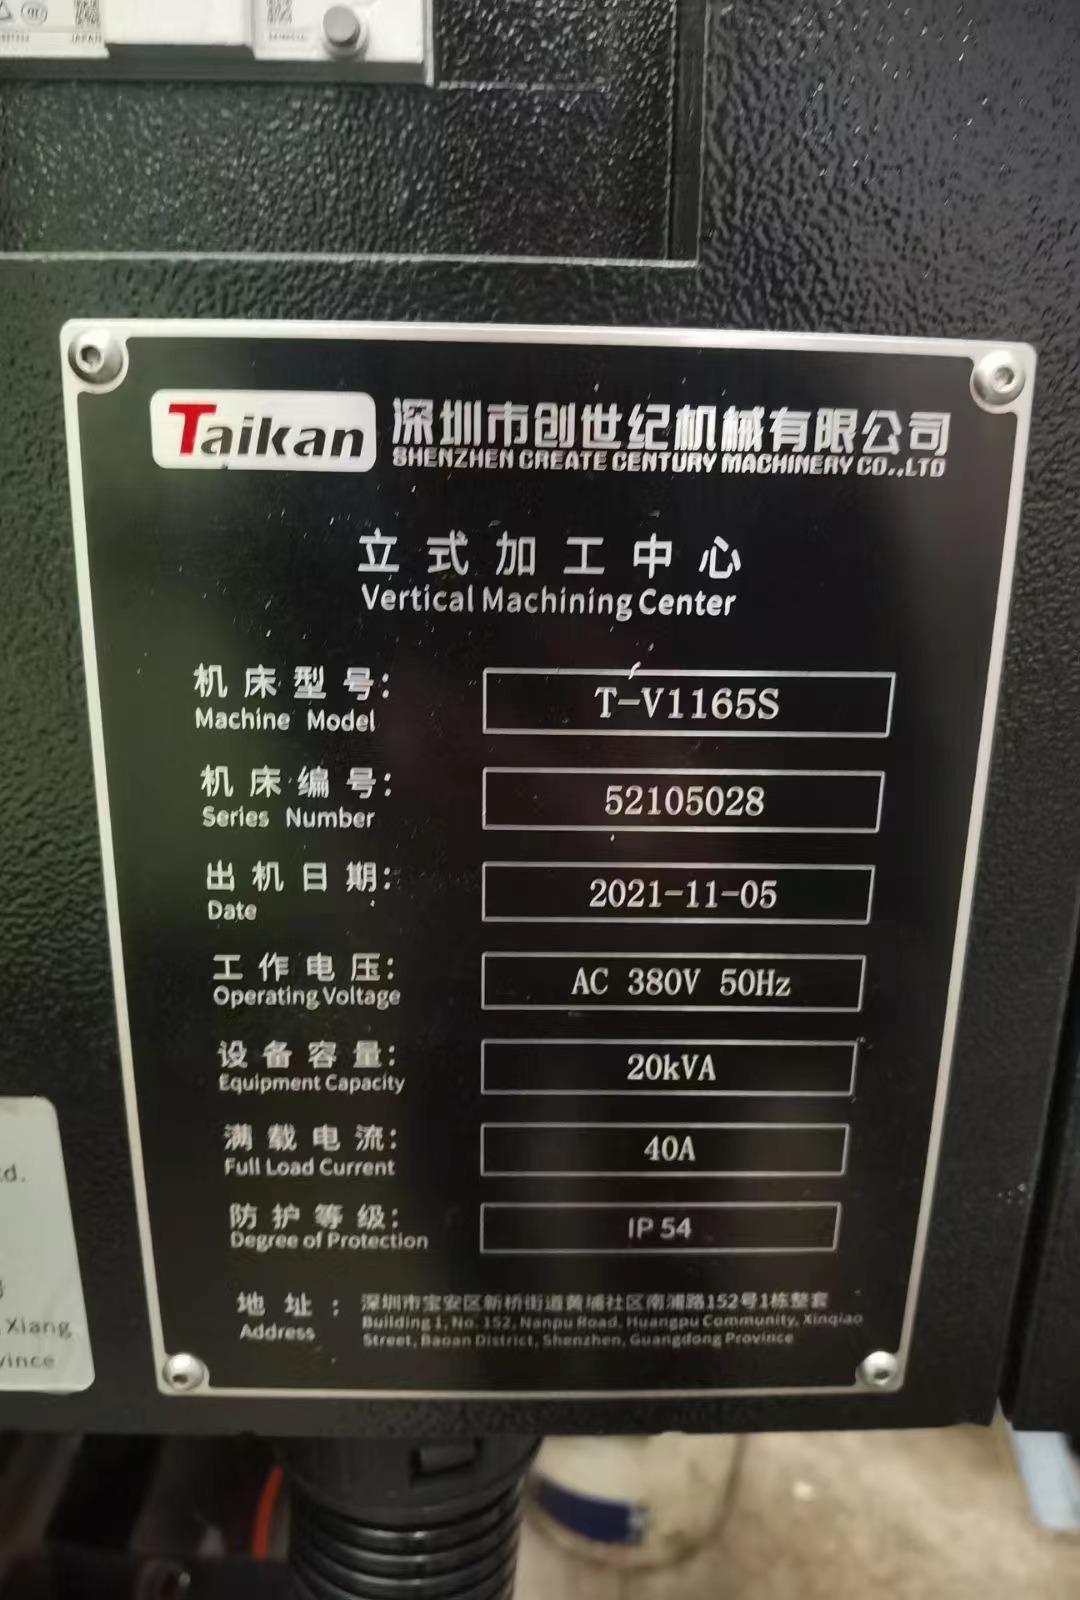 JAPAN
Taikan
深圳市创世纪机械有限公司
SHENZHEN CREATE CENTURY MACHINERY CO.,LTD
立式加工中心
Vertical Machining Center
机床型号: T-V1165S
Machine Model
机床编号: 52105028
Series Number
出机日期: 2021-11-05
Date
工作电压: AC 380V 50Hz
Operating Voltage
设备容量: 20kVA
Equipment Capacity
满载电流: 40A
Full Load Current
防护等级: IP 54
Degree of Protection
地址: 深圳市宝安区新桥街道黄埔社区南浦路152号1栋整套
Address
Building 1, No. 152, Nanpu Road, Huangpu Community, Xinqiao
Street, Baoan District, Shenzhen, Guangdong Province
td.
Xiang
vince